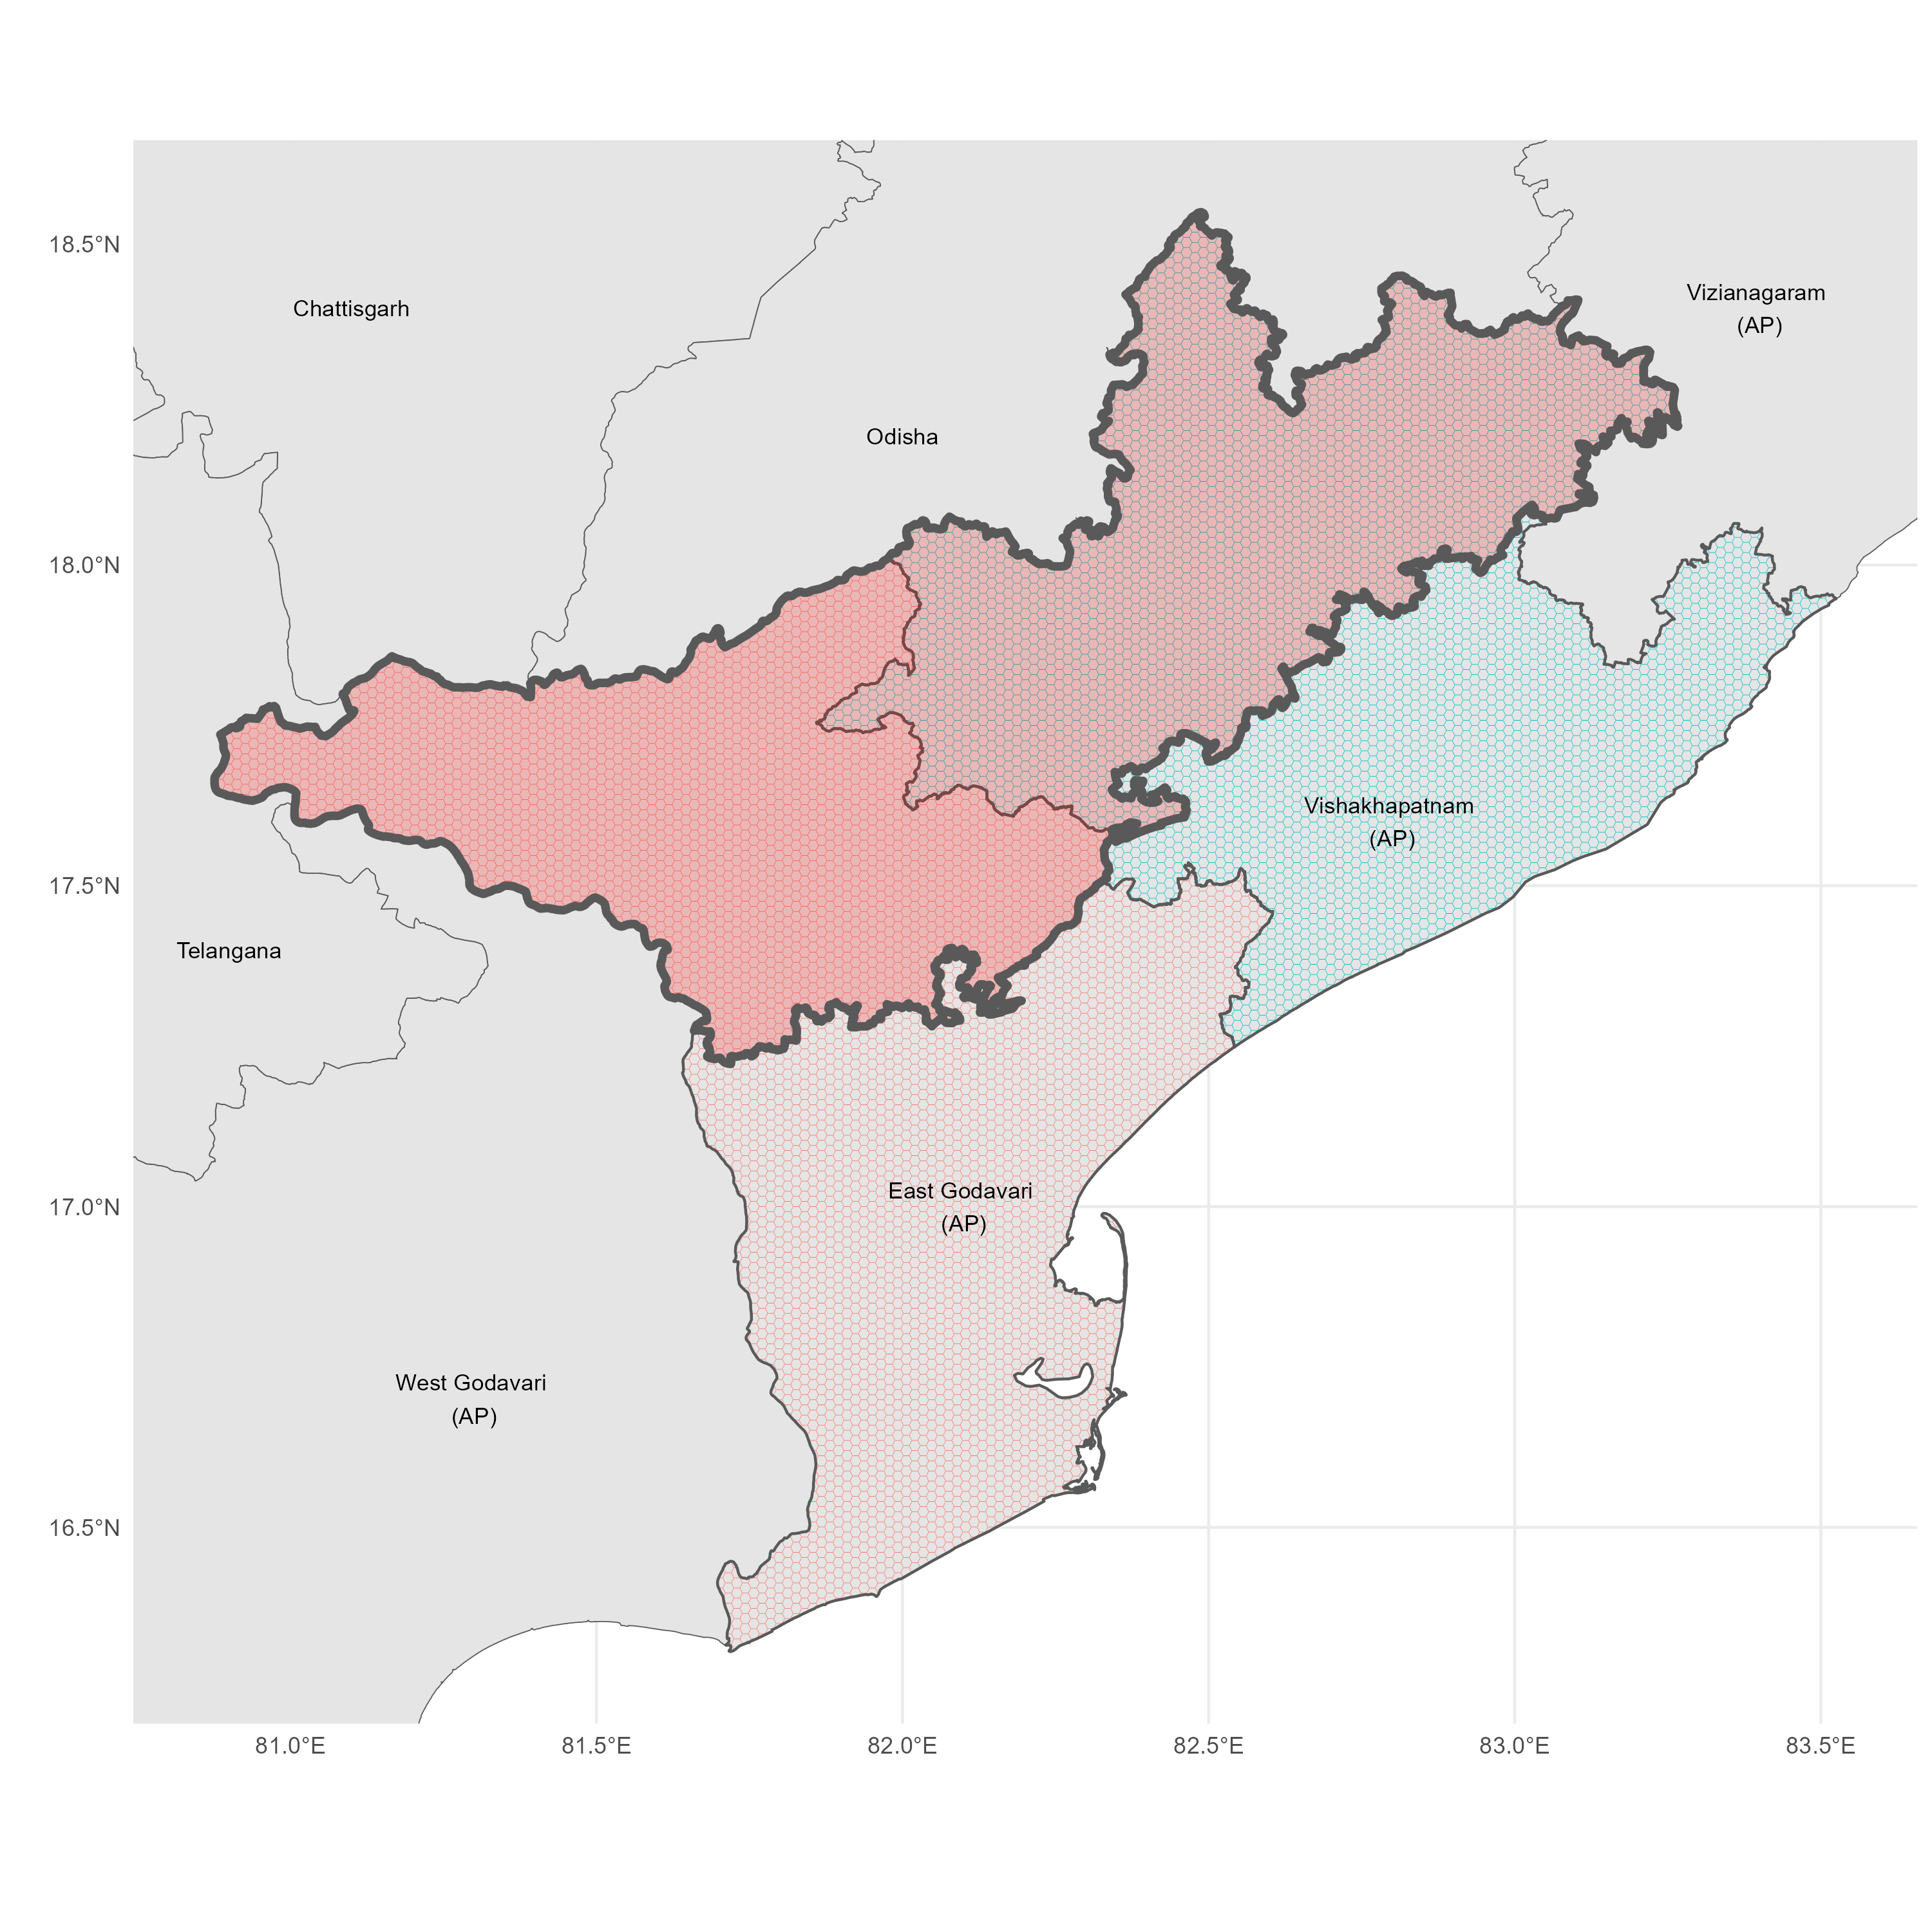 18.5°N
Chattisgarh
Vizianagaram
(AP)
Odisha
18.0°N
Vishakhapatnam
(AP)
17.5°N
Telangana
East Godavari
(AP)
17.0°N
West Godavari
(AP)
16.5°N
81.0°E 81.5°E 82.0°E 82.5°E 83.0°E 83.5°E